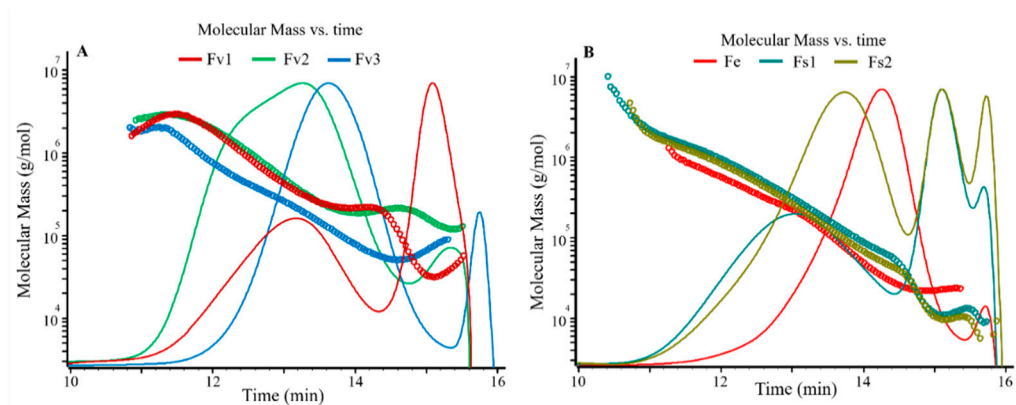 Molecular Mass vs. time
A
Fv1 Fv2 Fv3
10 7
10 6
10 5
10 4
Molecular Mass (g/mol)
10 12 14 16
Time (min)
Molecular Mass vs. time
B
Fe Fs1 Fs2
10 7
10 6
10 5
10 4
Molecular Mass (g/mol)
10 12 14 16
Time (min)